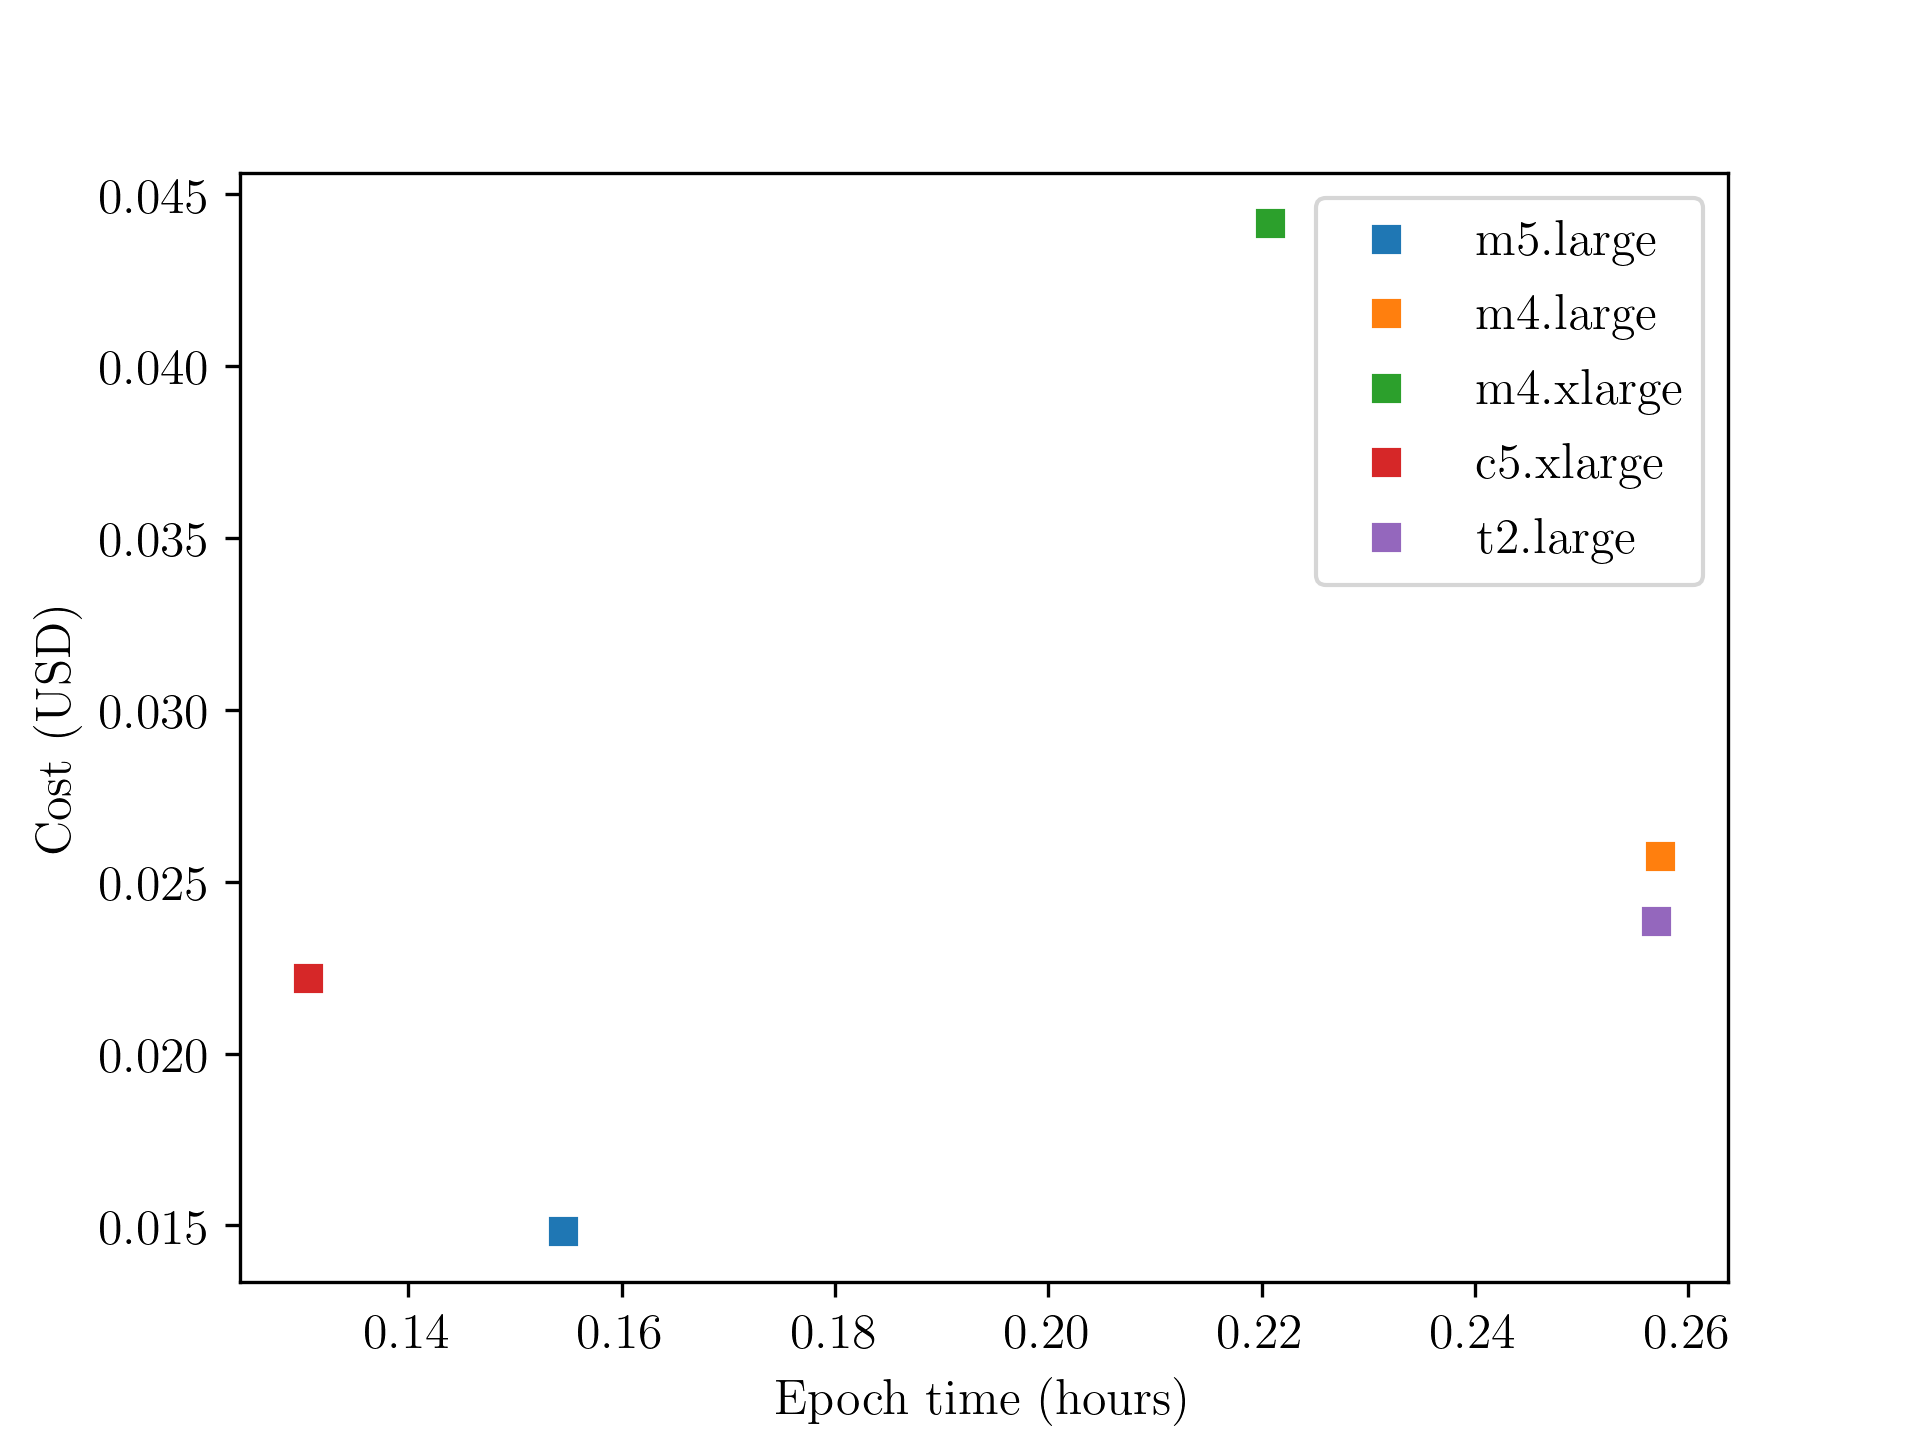 0.045
0.040
0.035
0.030
0.025
0.020
0.015
Cost (USD)
m5.large
m4.large
m4.xlarge
c5.xlarge
t2.large
0.14 0.16 0.18 0.20 0.22 0.24 0.26
Epoch time (hours)